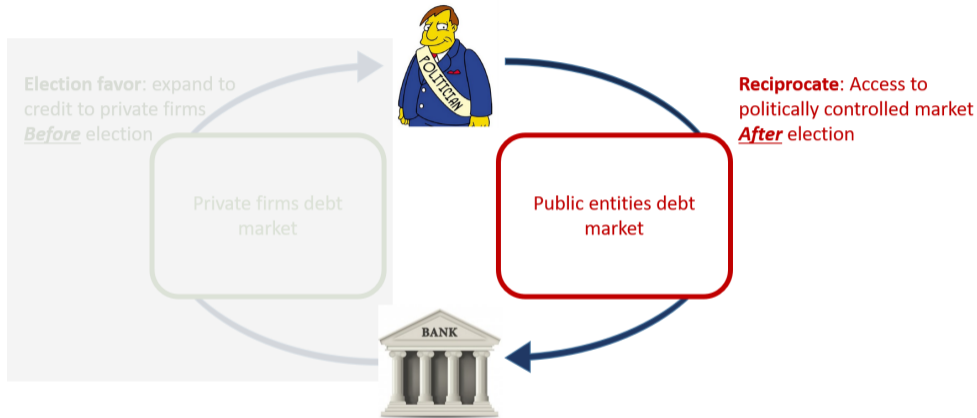 POLITICIAN
Election favor: expand to
credit to private firms
Before election
Reciprocate: Access to
politically controlled market
After election
Private firms debt
market
Public entities debt
market
BANK